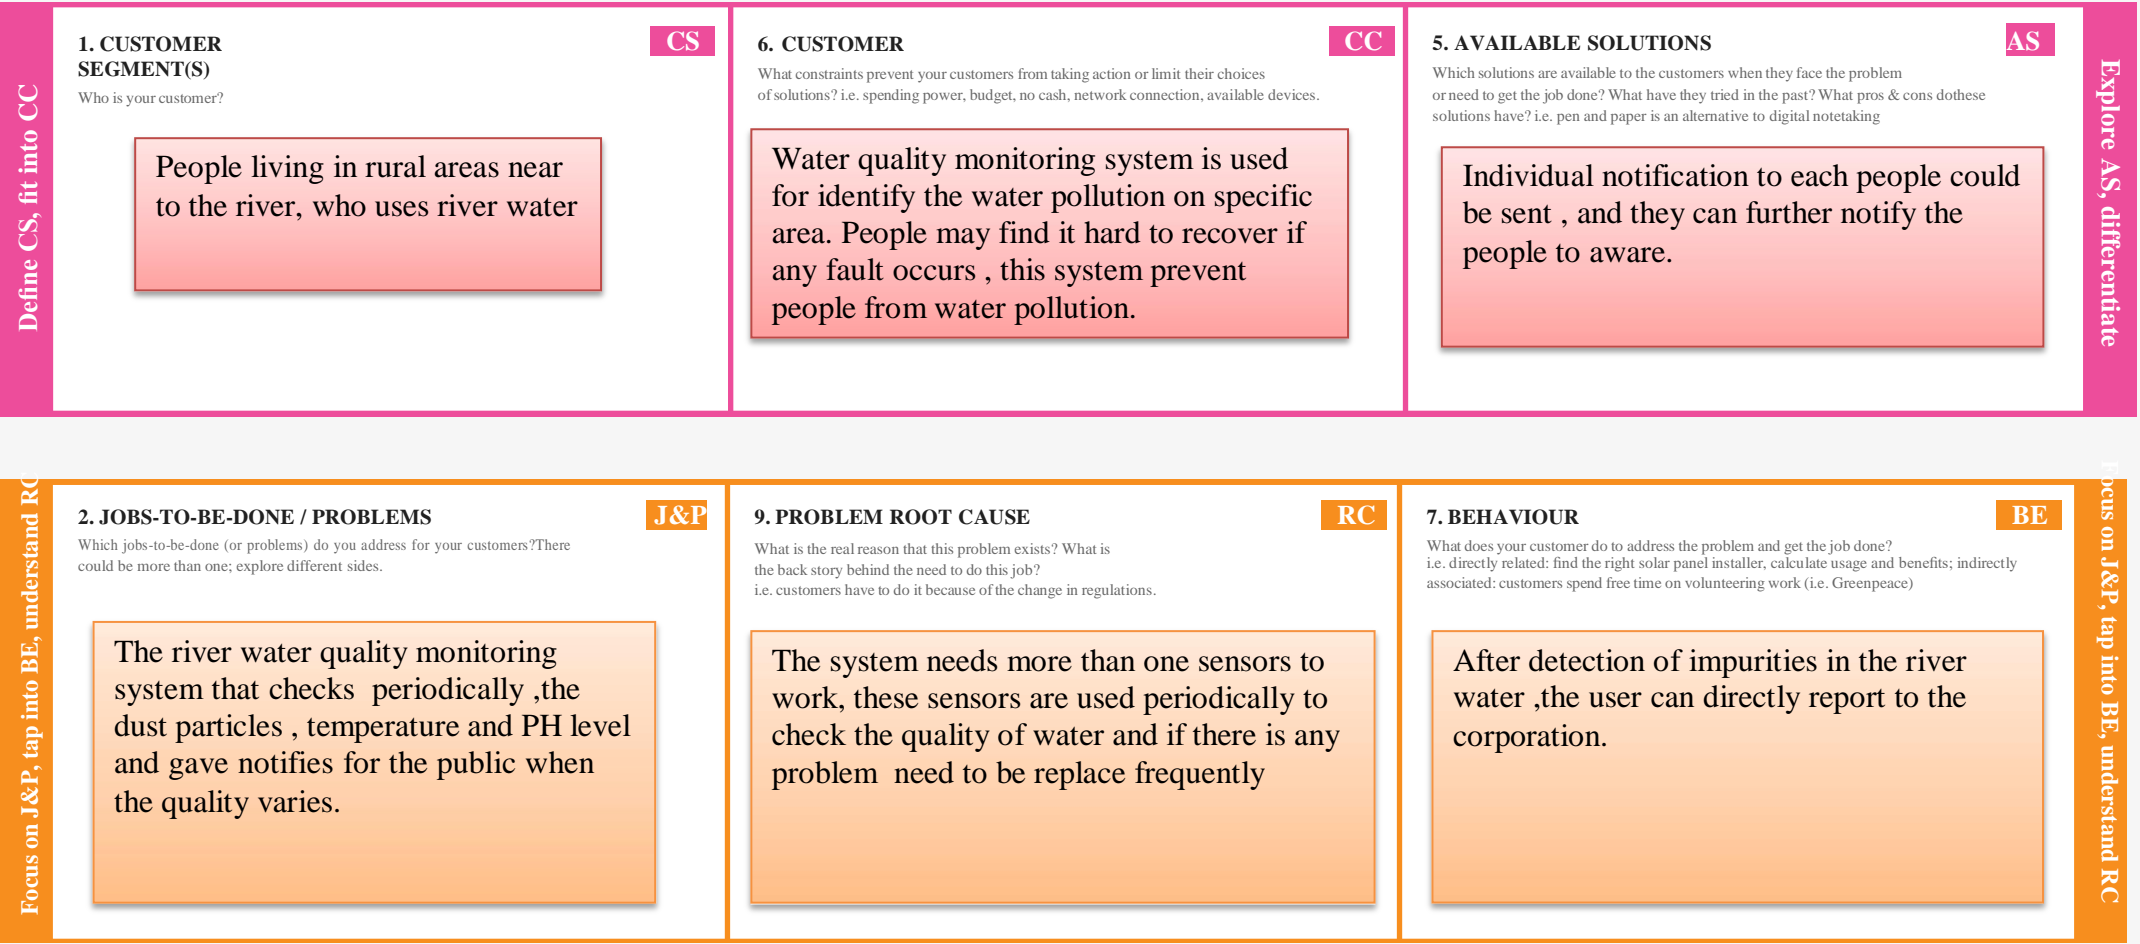 Define CS, fit into CC
1. CUSTOMER
SEGMENT(S)
Who is your customer?
CS
People living in rural areas near
to the river, who uses river water
6. CUSTOMER
What constraints prevent your customers from taking action or limit their choices
of solutions? i.e. spending power, budget, no cash, network connection, available devices.
CC
Water quality monitoring system is used
for identify the water pollution on specific
area. People may find it hard to recover if
any fault occurs , this system prevent
people from water pollution.
5. AVAILABLE SOLUTIONS
Which solutions are available to the customers when they face the problem
or need to get the job done? What have they tried in the past? What pros & cons dothese
solutions have? i.e. pen and paper is an alternative to digital notetaking
AS
Individual notification to each people could
be sent , and they can further notify the
people to aware.
Explore AS, differentiate
Focus on J&P, tap into BE, understand RC
2. JOBS-TO-BE-DONE / PROBLEMS
Which jobs-to-be-done (or problems) do you address for your customers?There
could be more than one; explore different sides.
J&P
The river water quality monitoring
system that checks periodically ,the
dust particles , temperature and PH level
and gave notifies for the public when
the quality varies.
9. PROBLEM ROOT CAUSE
What is the real reason that this problem exists? What is
the back story behind the need to do this job?
i.e. customers have to do it because of the change in regulations.
RC
The system needs more than one sensors to
work, these sensors are used periodically to
check the quality of water and if there is any
problem need to be replace frequently
7. BEHAVIOUR
What does your customer do to address the problem and get the job done?
i.e. directly related: find the right solar panel installer, calculate usage and benefits; indirectly
associated: customers spend free time on volunteering work (i.e. Greenpeace)
BE
After detection of impurities in the river
water ,the user can directly report to the
corporation.
Focus on J&P, tap into BE, understand RC